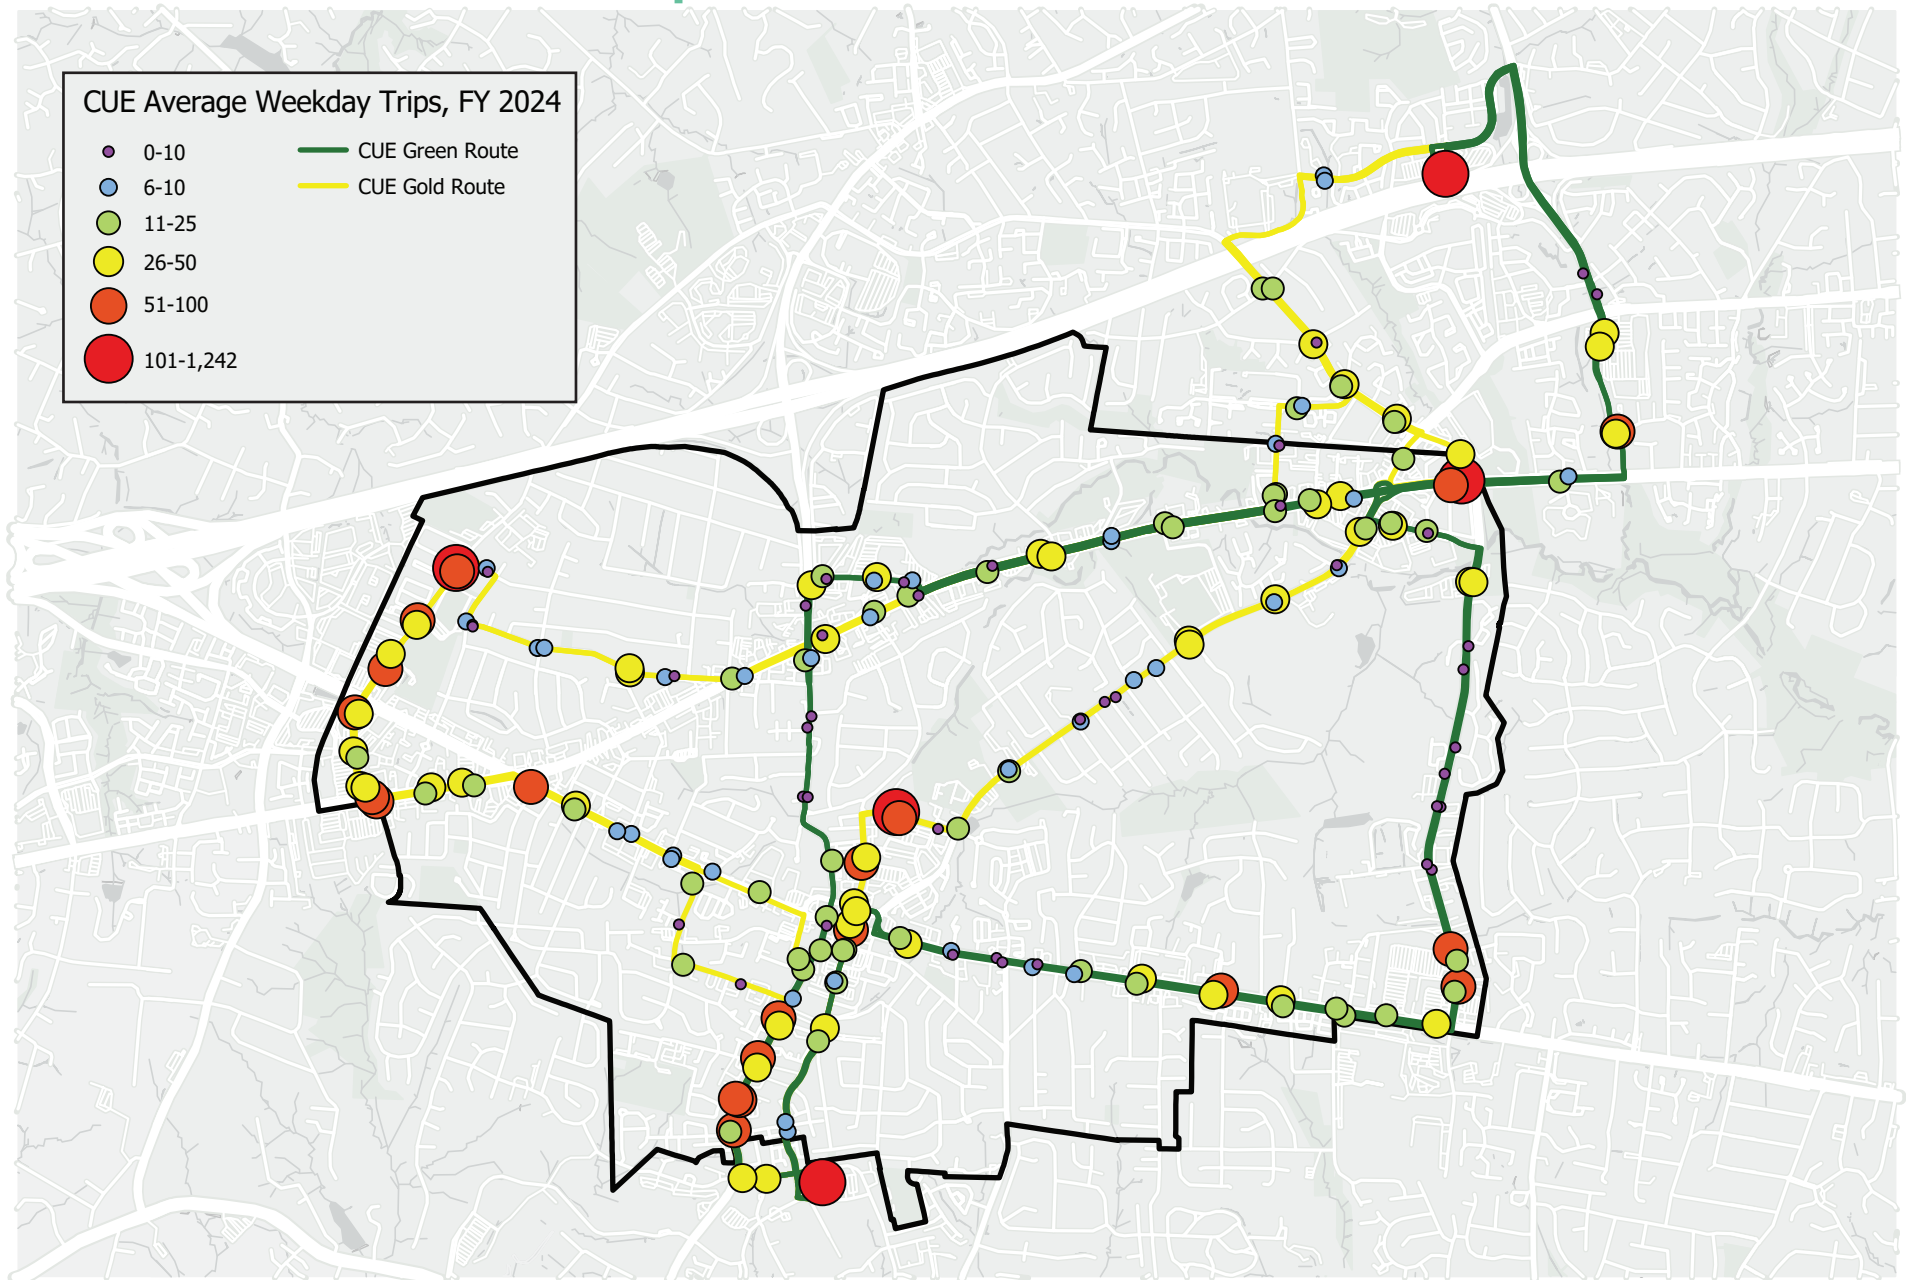 CUE Average Weekday Trips, FY 2024
0-10
6-10
11-25
26-50
51-100
101-1,242
CUE Green Route
CUE Gold Route